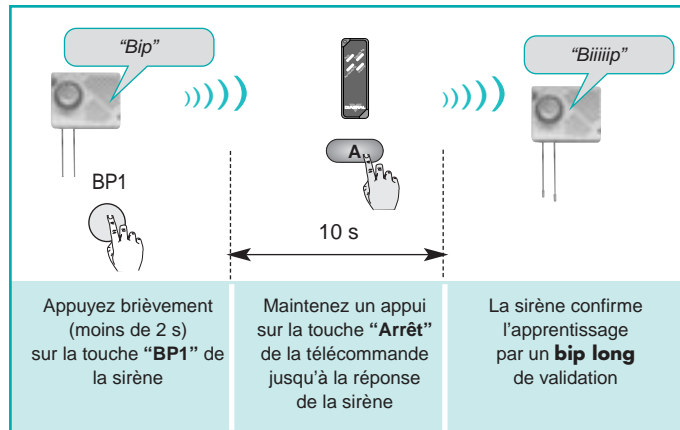 “Bip”
“Biiiiip”
A
BP1
10 s
Appuyez brièvement
(moins de 2 s)
sur la touche “BP1” de
la sirène
Maintenez un appui
sur la touche “Arrêt”
de la télécommande
jusqu’à la réponse
de la sirène
La sirène confirme
l’apprentissage
par un bip long
de validation